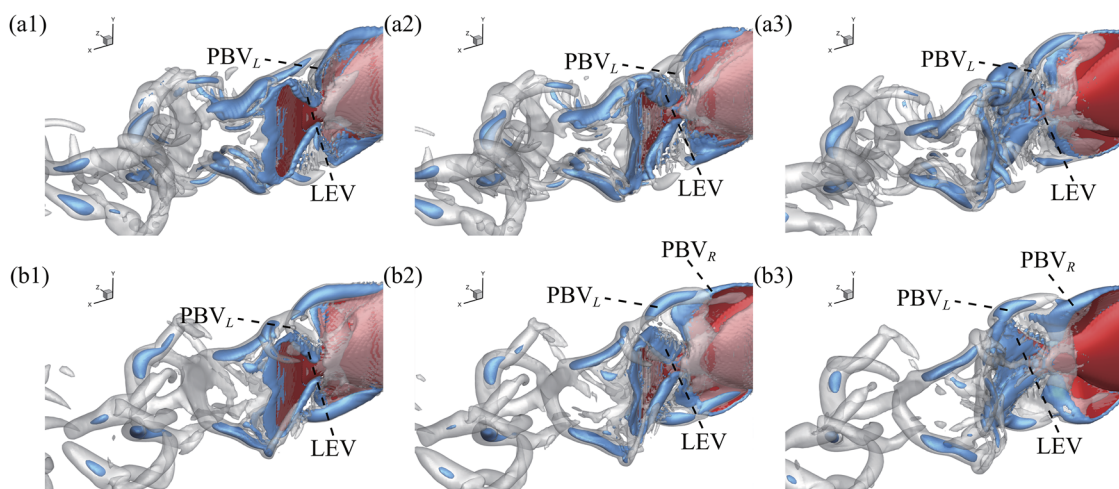 (a1)
Y
Z
X
PBV_L
LEV
(a2)
Y
Z
X
PBV_L
LEV
(a3)
Y
Z
X
PBV_L
LEV
(b1)
Y
Z
X
PBV_L
LEV
(b2)
Y
Z
X
PBV_L
PBV_R
LEV
(b3)
Y
Z
X
PBV_L
PBV_R
LEV